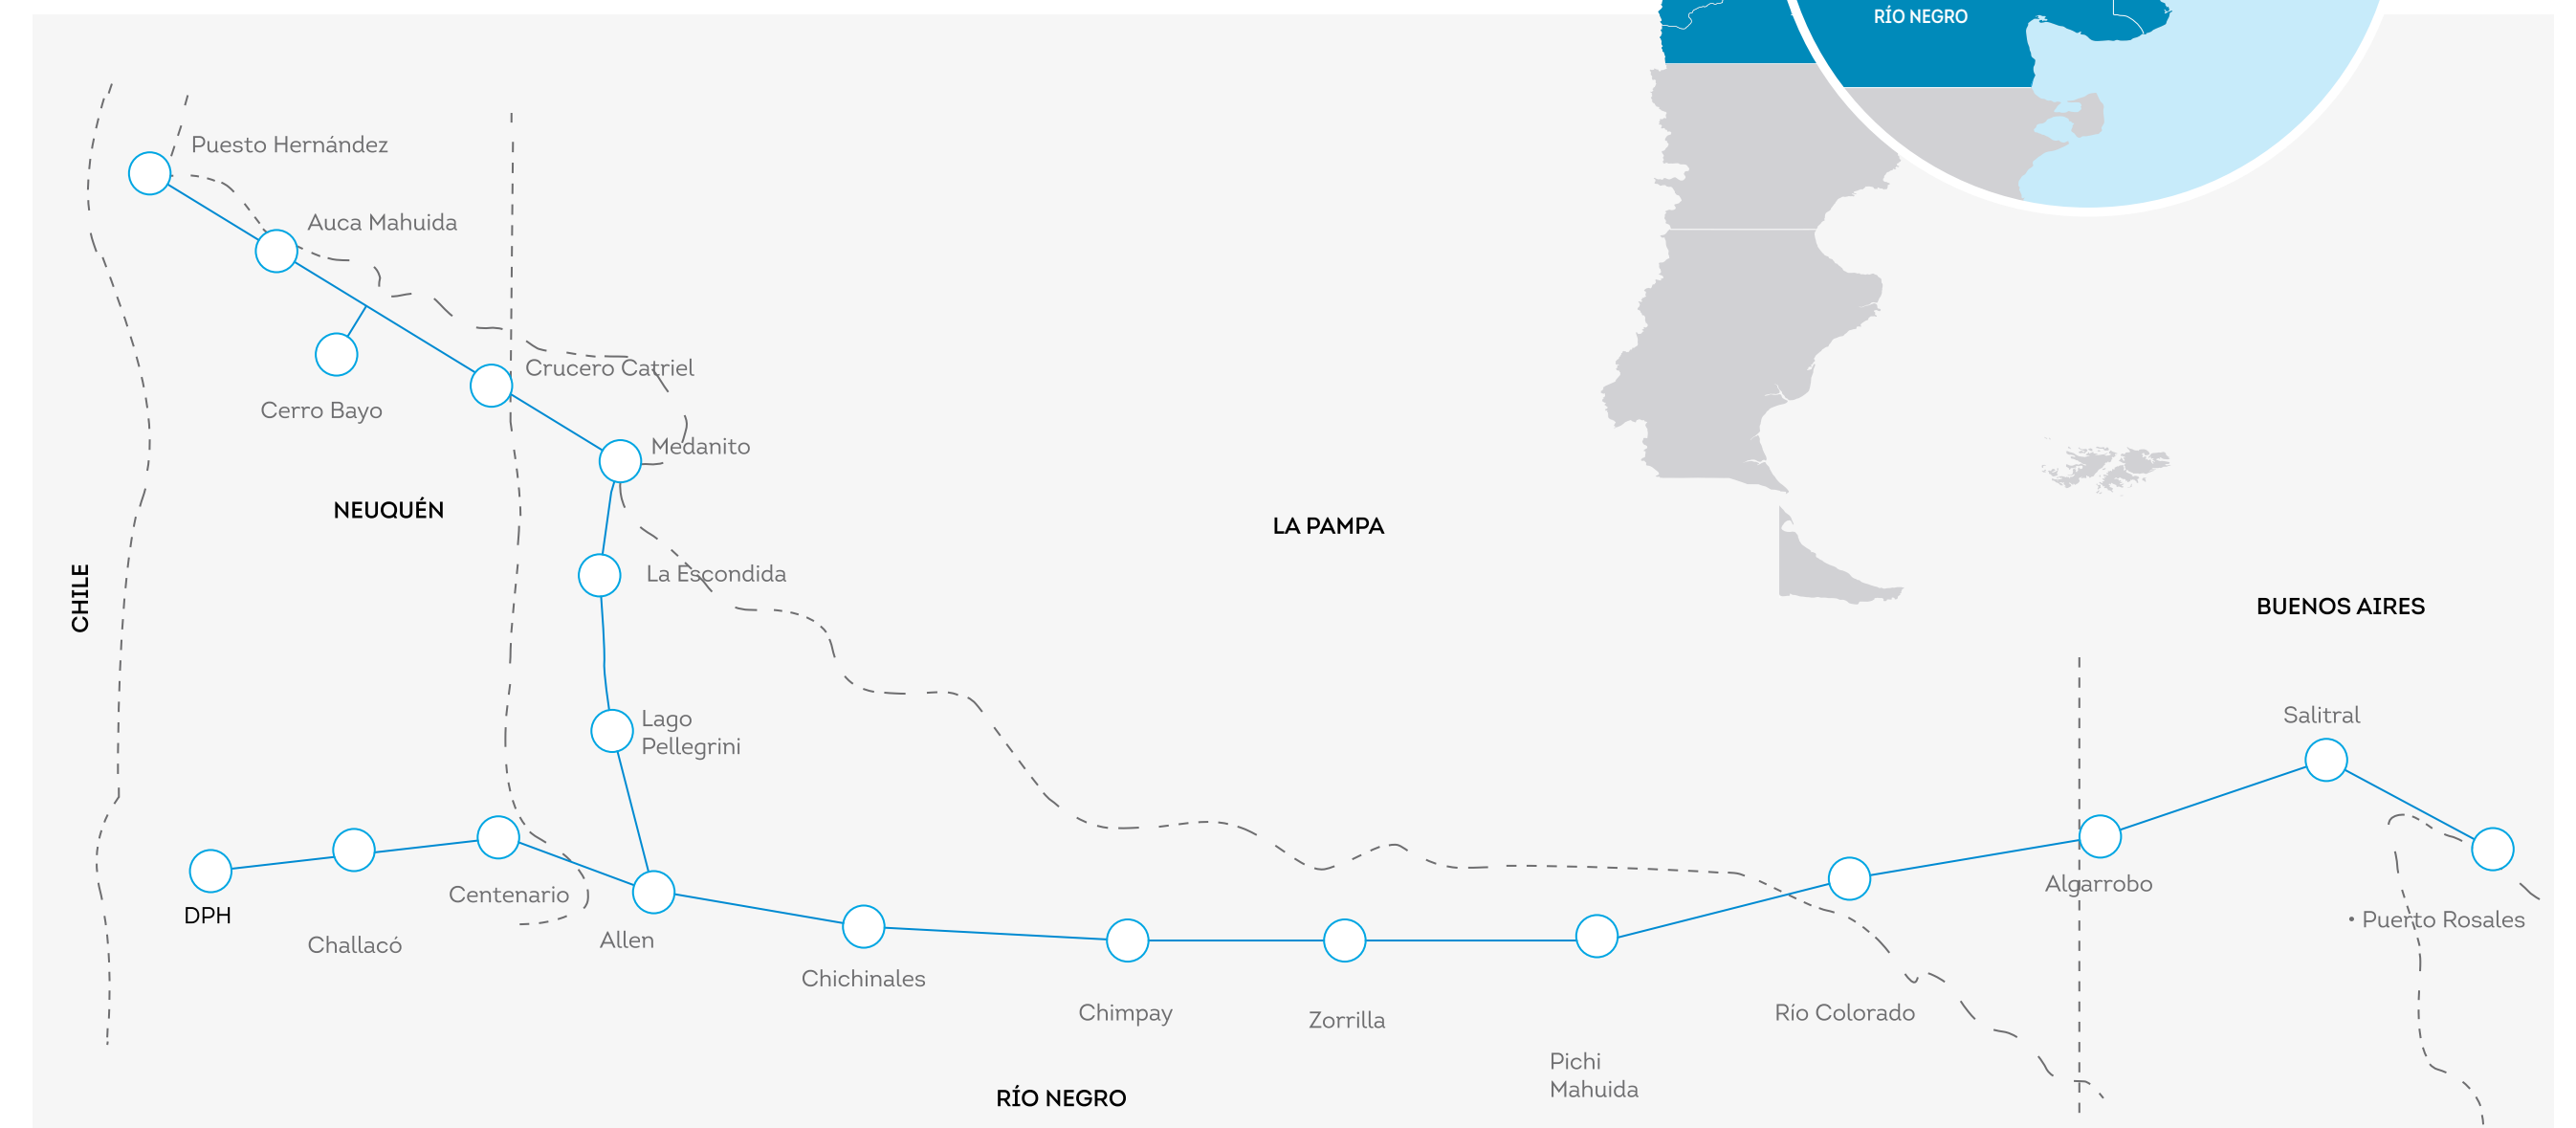 RÍO NEGRO
Puesto Hernández
Auca Mahuida
Crucero Catriel
Cerro Bayo
Medanito
NEUQUÉN
LA PAMPA
CHILE
La Escondida
BUENOS AIRES
Lago
Pellegrini
Salitral
Centenario
Algarrobo
DPH
Challacó
Allen
• Puerto Rosales
Chichinales
Chimpay
Zorrilla
Río Colorado
Pichi
Mahuida
RÍO NEGRO